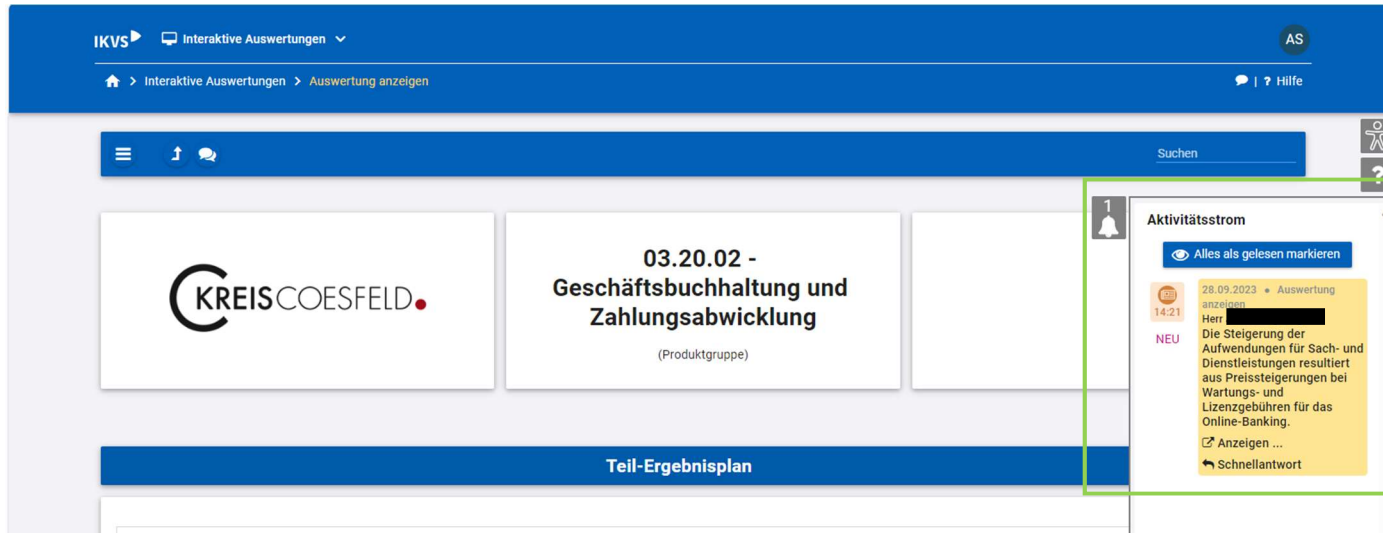 IKVS
Interaktive Auswertungen
AS
Interaktive Auswertungen > Auswertung anzeigen
| ? Hilfe
Suchen
?
1
Aktivitätsstrom
Alles als gelesen markieren
KREISCOESFELD.
03.20.02 -
Geschäftsbuchhaltung und
Zahlungsabwicklung
(Produktgruppe)
14:21
NEU
28.09.2023 • Auswertung
anzeigen
Herr
Die Steigerung der
Aufwendungen für Sach- und
Dienstleistungen resultiert
aus Preissteigerungen bei
Wartungs- und
Lizenzgebühren für das
Online-Banking.
Anzeigen ...
Schnellantwort
Teil-Ergebnisplan